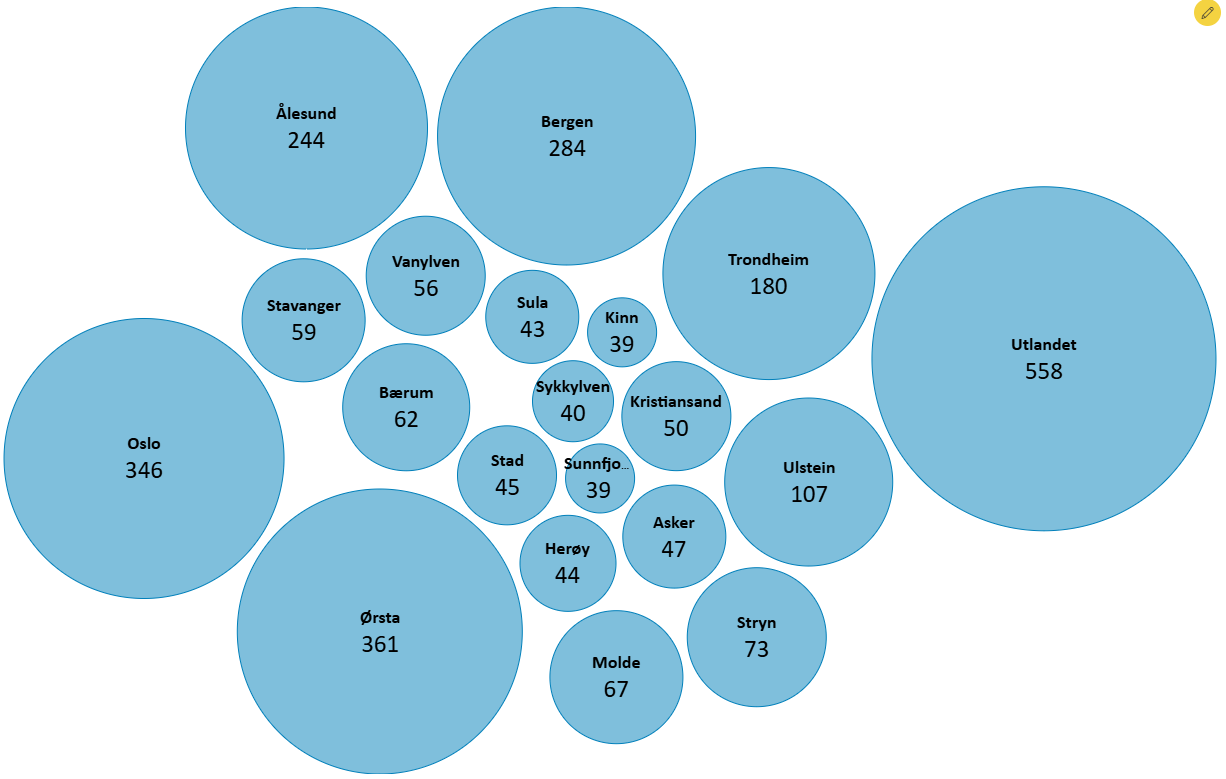 Ålesund
244
Bergen
284
Trondheim
180
Vanylven
56
Stavanger
59
Sula
43
Kinn
39
Utlandet
558
Bærum
62
Sykkylven
40
Kristiansand
50
Oslo
346
Stad
45
Sunnfjo...
39
Ulstein
107
Asker
47
Herøy
44
Ørsta
361
Stryn
73
Molde
67